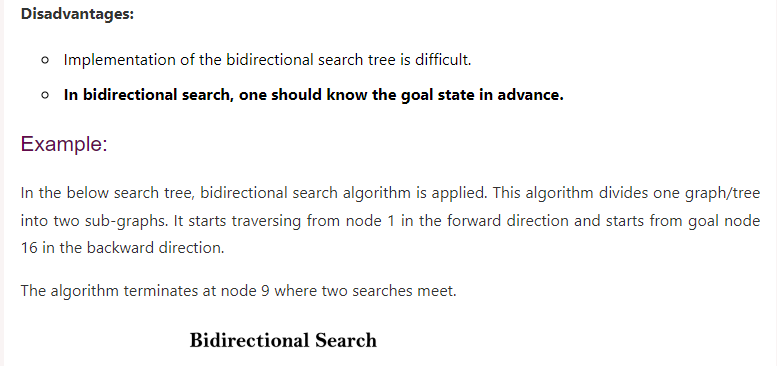 Disadvantages:
Implementation of the bidirectional search tree is difficult.
In bidirectional search, one should know the goal state in advance.
Example:
In the below search tree, bidirectional search algorithm is applied. This algorithm divides one graph/tree
into two sub-graphs. It starts traversing from node 1 in the forward direction and starts from goal node
16 in the backward direction.
The algorithm terminates at node 9 where two searches meet.
Bidirectional Search